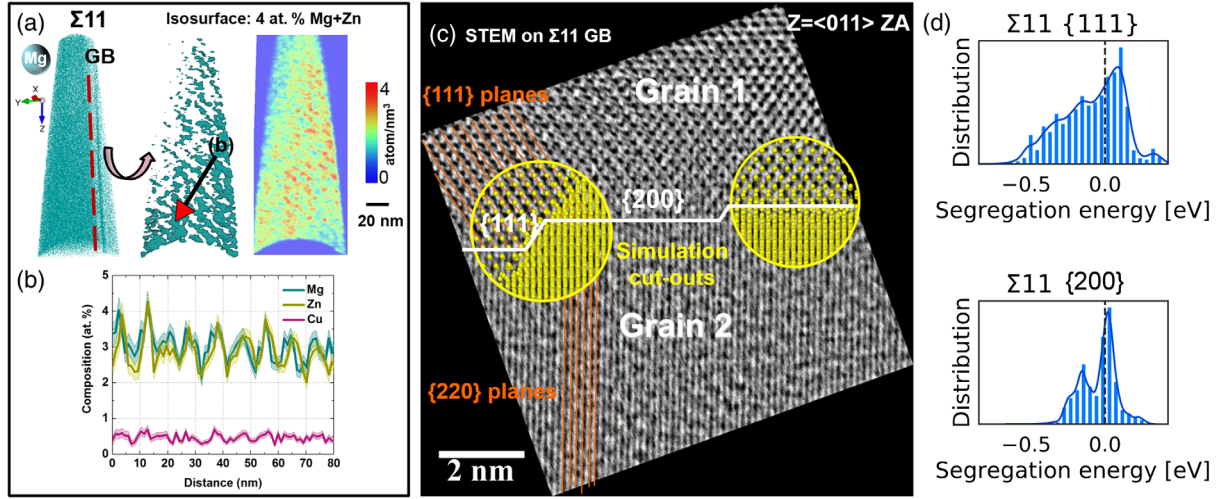 (a)
Σ11
Isosurface: 4 at. % Mg+Zn
Mg
GB
X
Y
Z
(b)
4
3
2
1
0
atom/nm³
20 nm
(b)
Composition (at. %)
5
4
3
2
1
0
Mg
Zn
Cu
0 10 20 30 40 50 60 70 80
Distance (nm)
(c) STEM on Σ11 GB
Z=<011> ZA
{111} planes
Grain 1
{111}
{200}
Simulation
cut-outs
Grain 2
{220} planes
2 nm
(d)
Σ11 {111}
Distribution
−0.5 0.0
Segregation energy [eV]
Σ11 {200}
Distribution
−0.5 0.0
Segregation energy [eV]